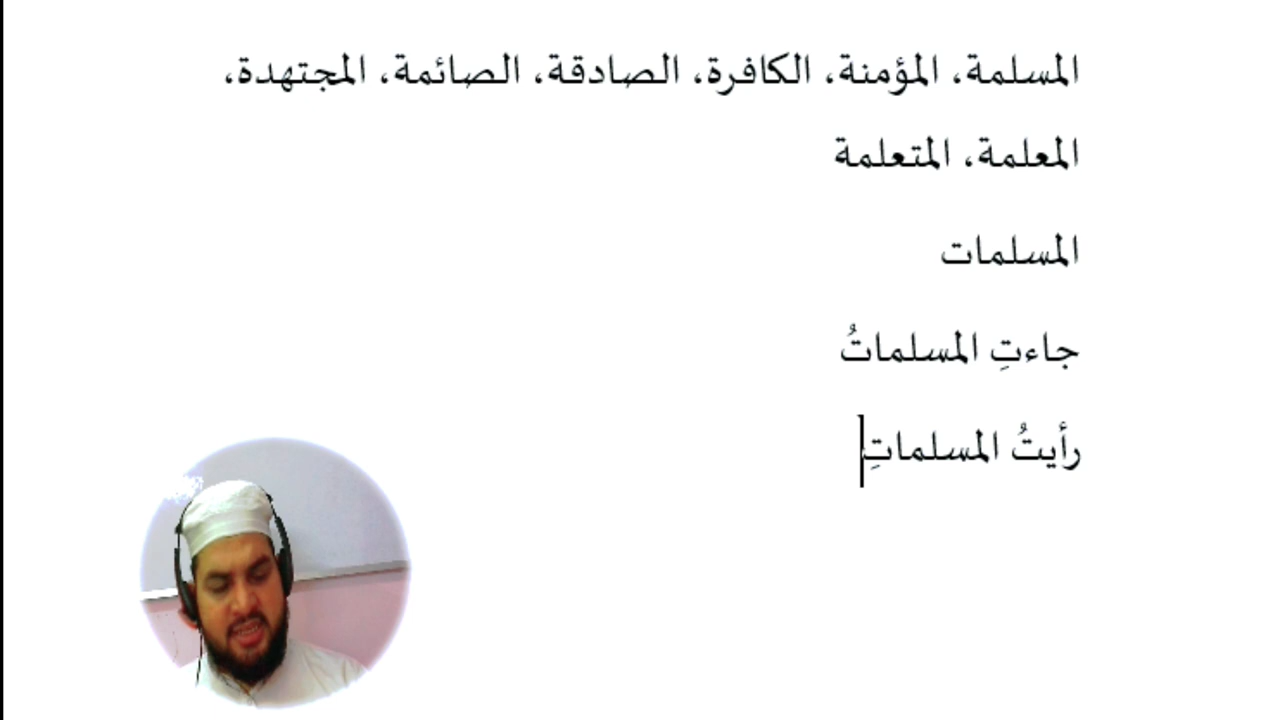 المسلمة، المؤمنة، الكافرة، الصادقة، الصائمة، المجتهدة،
المعلمة، المتعلمة
المسلمات
جاءتِ المسلماتُ
رأيتُ المسلماتِ